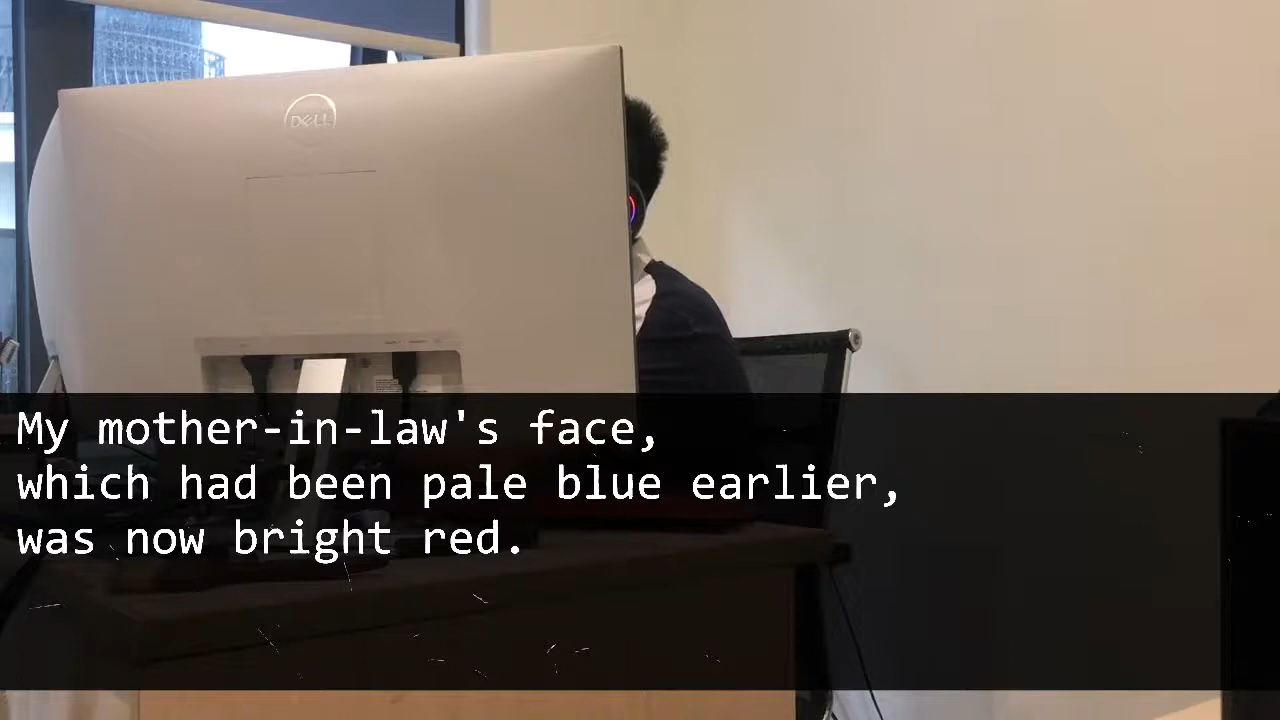 DELL
My mother-in-law's face,
which had been pale blue earlier,
was now bright red.